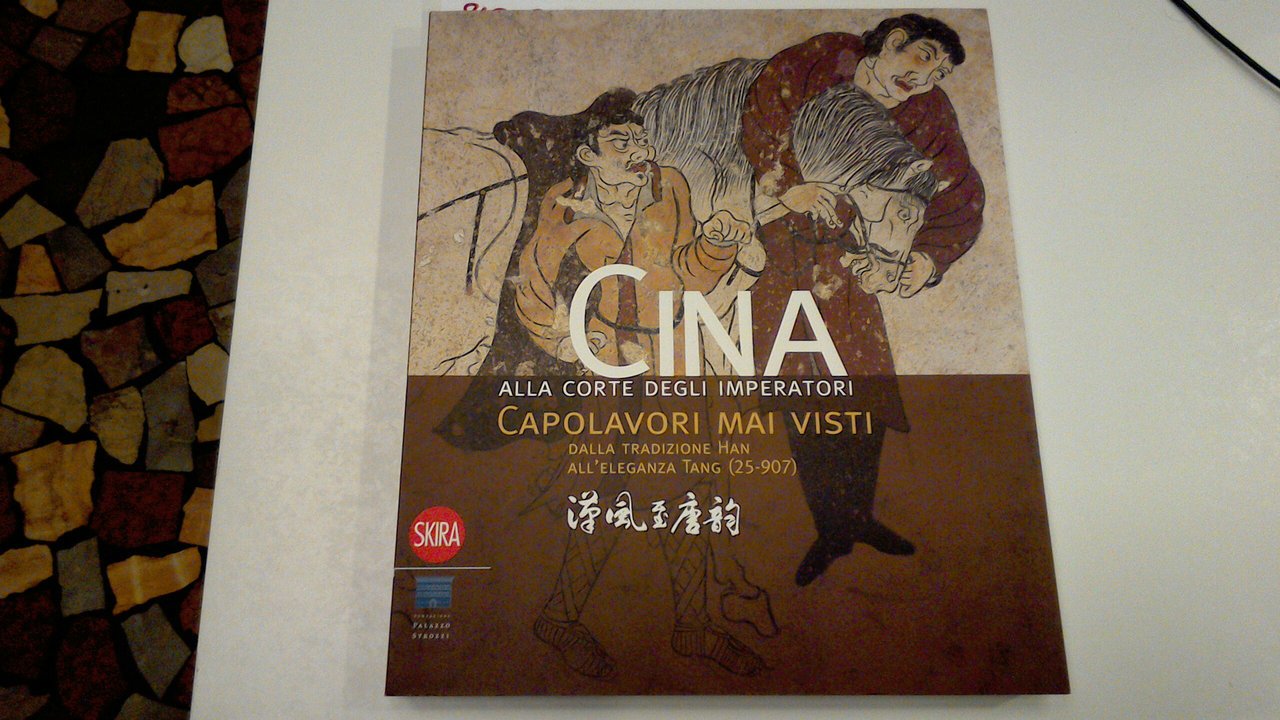 CINA
ALLA CORTE DEGLI IMPERATORI
CAPOLAVORI MAI VISTI
DALLA TRADIZIONE HAN
ALL'ELEGANZA TANG (25-907)
漢風至唐韵
SKIRA
FONDAZIONE
PALAZZO
STROZZI